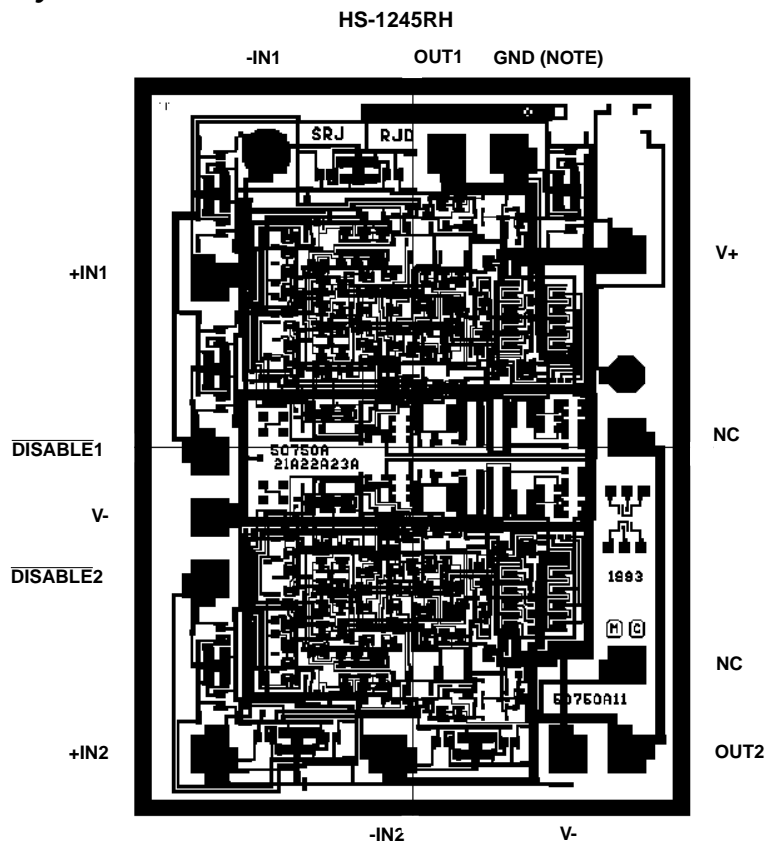 HS-1245RH
-IN1 OUT1 GND (NOTE)
SRJ RJD
+IN1
V+
DISABLE1
NC
50750A
21A22A23A
V-
DISABLE2
1993
M C
NC
50750A11
+IN2
OUT2
-IN2 V-